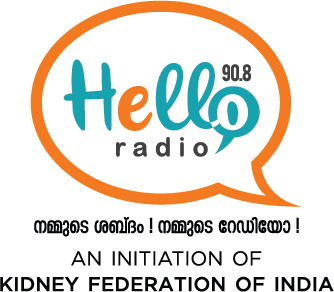 90.8
Hello
radio
നമ്മുടെ ശബ്ദം ! നമ്മുടെ റേഡിയോ !
AN INITIATION OF
KIDNEY FEDERATION OF INDIA